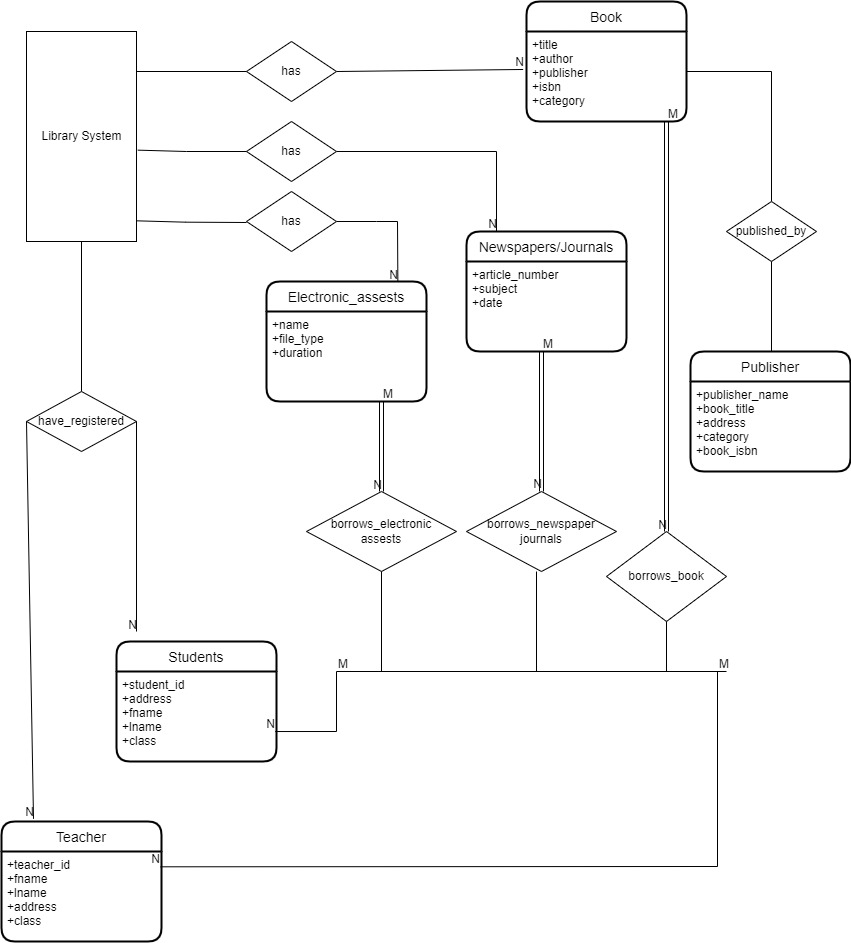 Book
+title
+author
+publisher
+isbn
+category
M
N
has
Library System
has
has
N
Newspapers/Journals
+article_number
+subject
+date
M
published_by
N
Electronic_assests
+name
+file_type
+duration
M
Publisher
+publisher_name
+book_title
+address
+category
+book_isbn
have_registered
N
borrows_electronic
assests
N
borrows_newspaper
journals
N
borrows_book
N
Students
+student_id
+address
+fname
+lname
+class
N
M
M
N
Teacher
+teacher_id
+fname
+lname
+address
+class
N